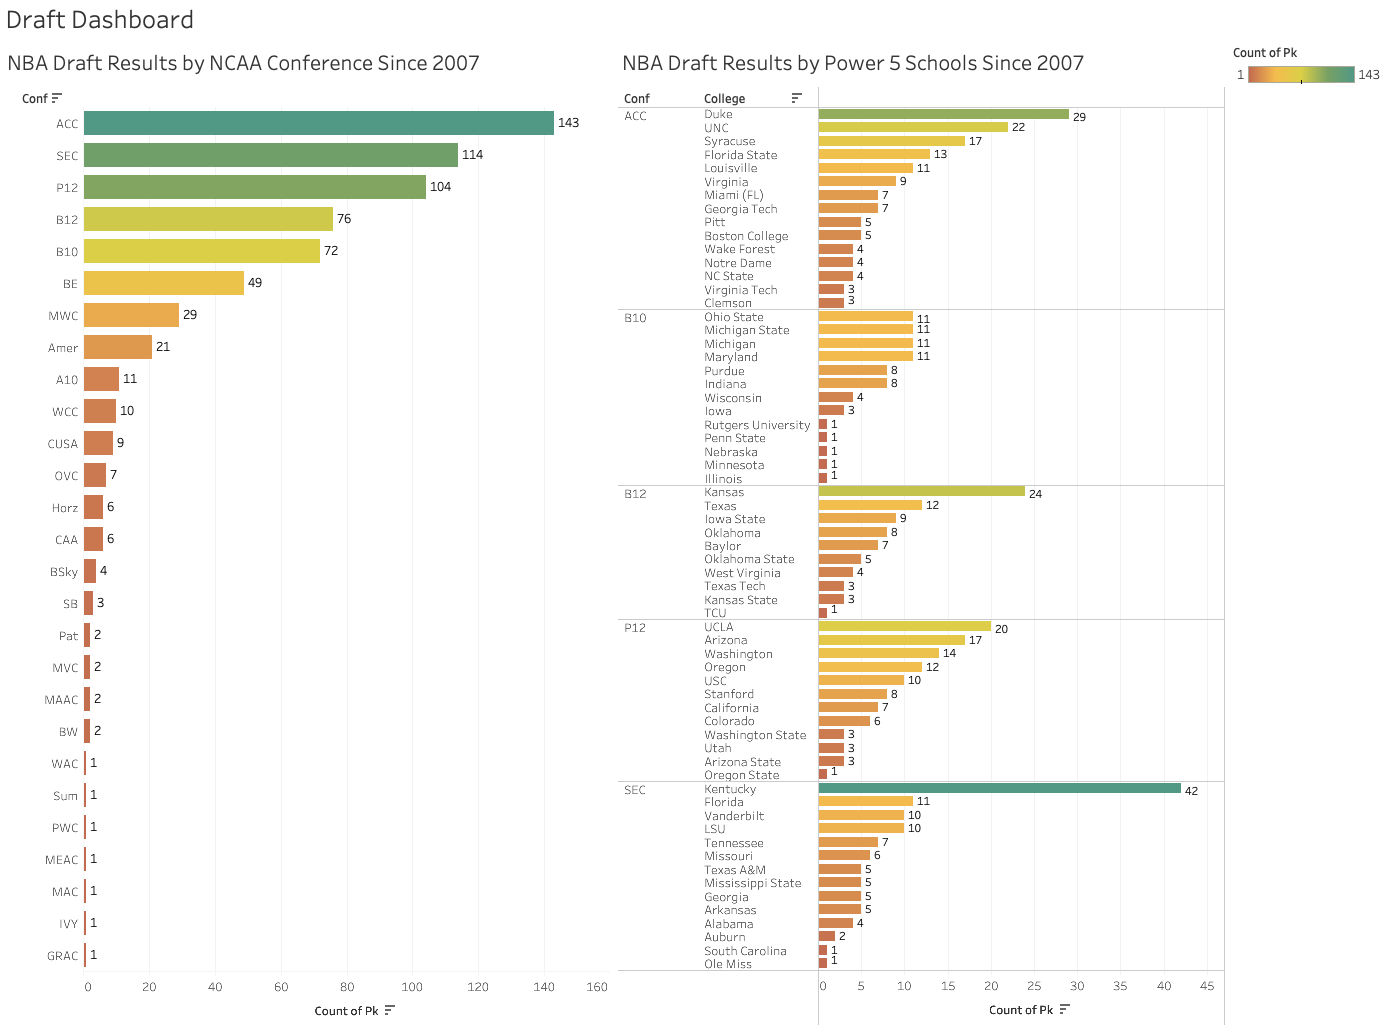 Draft Dashboard
NBA Draft Results by NCAA Conference Since 2007
Conf
ACC 143
SEC 114
P12 104
B12 76
B10 72
BE 49
MWC 29
Amer 21
A10 11
WCC 10
CUSA 9
OVC 7
Horz 6
CAA 6
BSky 4
SB 3
Pat 2
MVC 2
MAAC 2
BW 2
WAC 1
Sum 1
PWC 1
MEAC 1
MAC 1
IVY 1
GRAC 1
0 20 40 60 80 100 120 140 160
Count of Pk
NBA Draft Results by Power 5 Schools Since 2007
Conf College
ACC Duke 29
UNC 22
Syracuse 17
Florida State 13
Louisville 11
Virginia 9
Miami (FL) 7
Georgia Tech 7
Pitt 5
Boston College 5
Wake Forest 4
Notre Dame 4
NC State 4
Virginia Tech 3
Clemson 3
B10 Ohio State 11
Michigan State 11
Michigan 11
Maryland 11
Purdue 8
Indiana 8
Wisconsin 4
Iowa 3
Rutgers University 1
Penn State 1
Nebraska 1
Minnesota 1
Illinois 1
B12 Kansas 24
Texas 12
Iowa State 9
Oklahoma 8
Baylor 7
Oklahoma State 5
West Virginia 4
Texas Tech 3
Kansas State 3
TCU 1
P12 UCLA 20
Arizona 17
Washington 14
Oregon 12
USC 10
Stanford 8
California 7
Colorado 6
Washington State 3
Utah 3
Arizona State 3
Oregon State 1
SEC Kentucky 42
Florida 11
Vanderbilt 10
LSU 10
Tennessee 7
Missouri 6
Texas A&M 5
Mississippi State 5
Georgia 5
Arkansas 5
Alabama 4
Auburn 2
South Carolina 1
Ole Miss 1
0 5 10 15 20 25 30 35 40 45
Count of Pk
Count of Pk
1 143